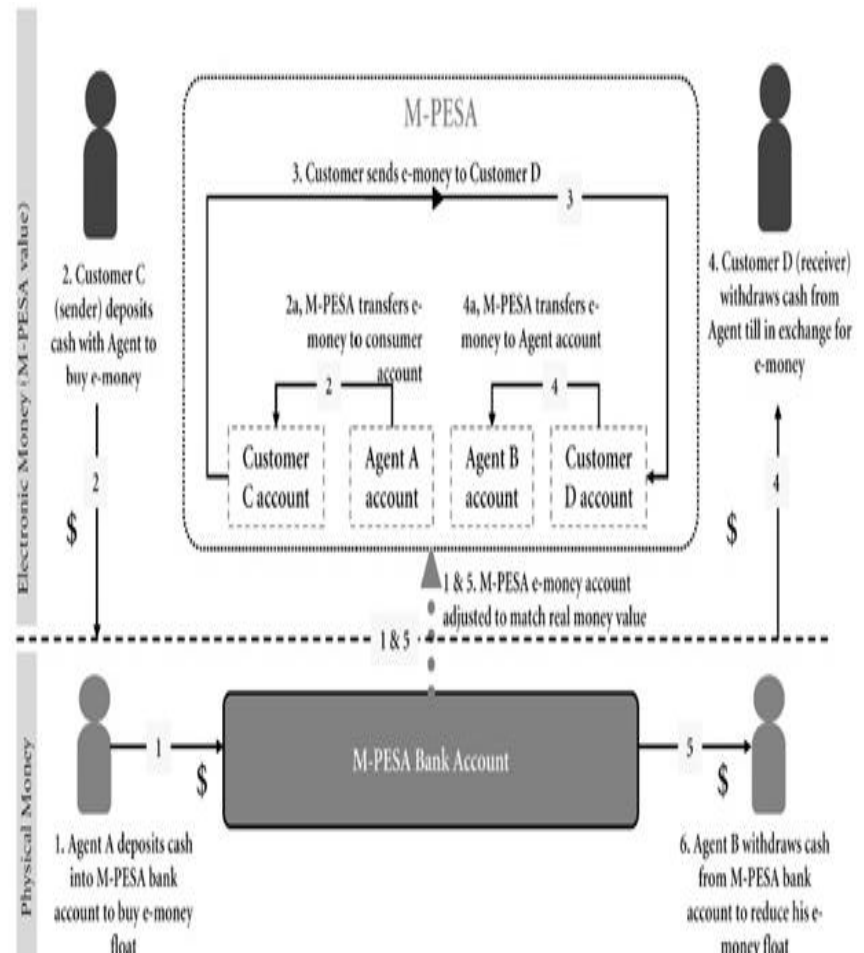 Electronic Money (M-PESA value)
M-PESA
3. Customer sends e-money to Customer D
3
2. Customer C
(sender) deposits
cash with Agent to
buy e-money
2a, M-PESA transfers e-
money to consumer
account
4a, M-PESA transfers e-
money to Agent account
4. Customer D (receiver)
withdraws cash from
Agent till in exchange for
e-money
2
4
Customer
C account
Agent A
account
Agent B
account
Customer
D account
2
$
$
4
1 & 5. M-PESA e-money account
adjusted to match real money value
1 & 5
Physical Money
1
$
M-PESA Bank Account
5
$
1. Agent A deposits cash
into M-PESA bank
account to buy e-money
float
6. Agent B withdraws cash
from M-PESA bank
account to reduce his e-
money float